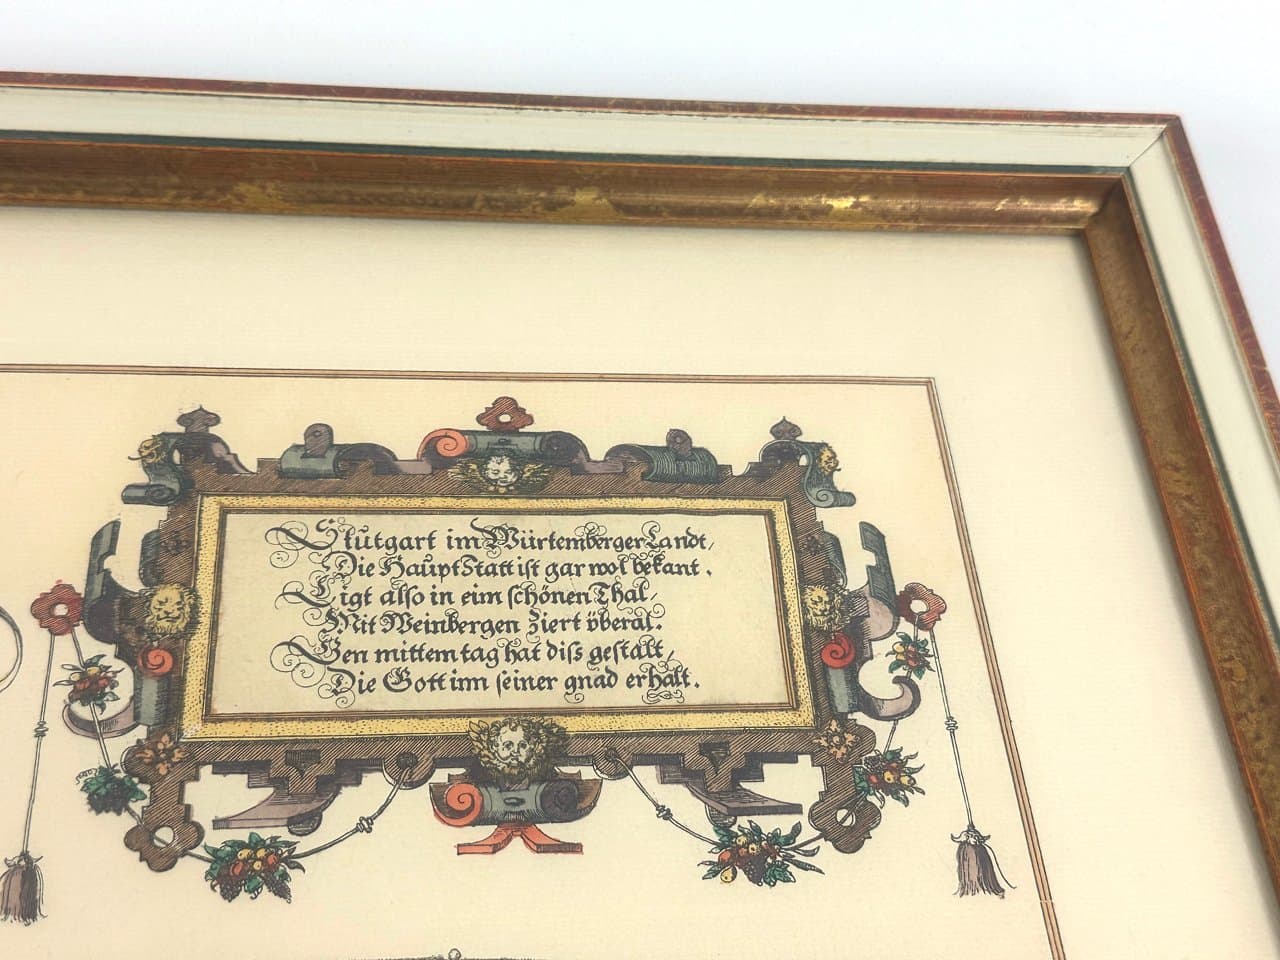 Stutgart im Würtemberger Landt,
Die HauptStatt ist gar wol bekant.
Ligt also in eim schönen Thal,
Mit Weinbergen Ziert überal.
Gen mittem tag hat diss gestalt,
Die Gott inn seiner gnad erhalt.